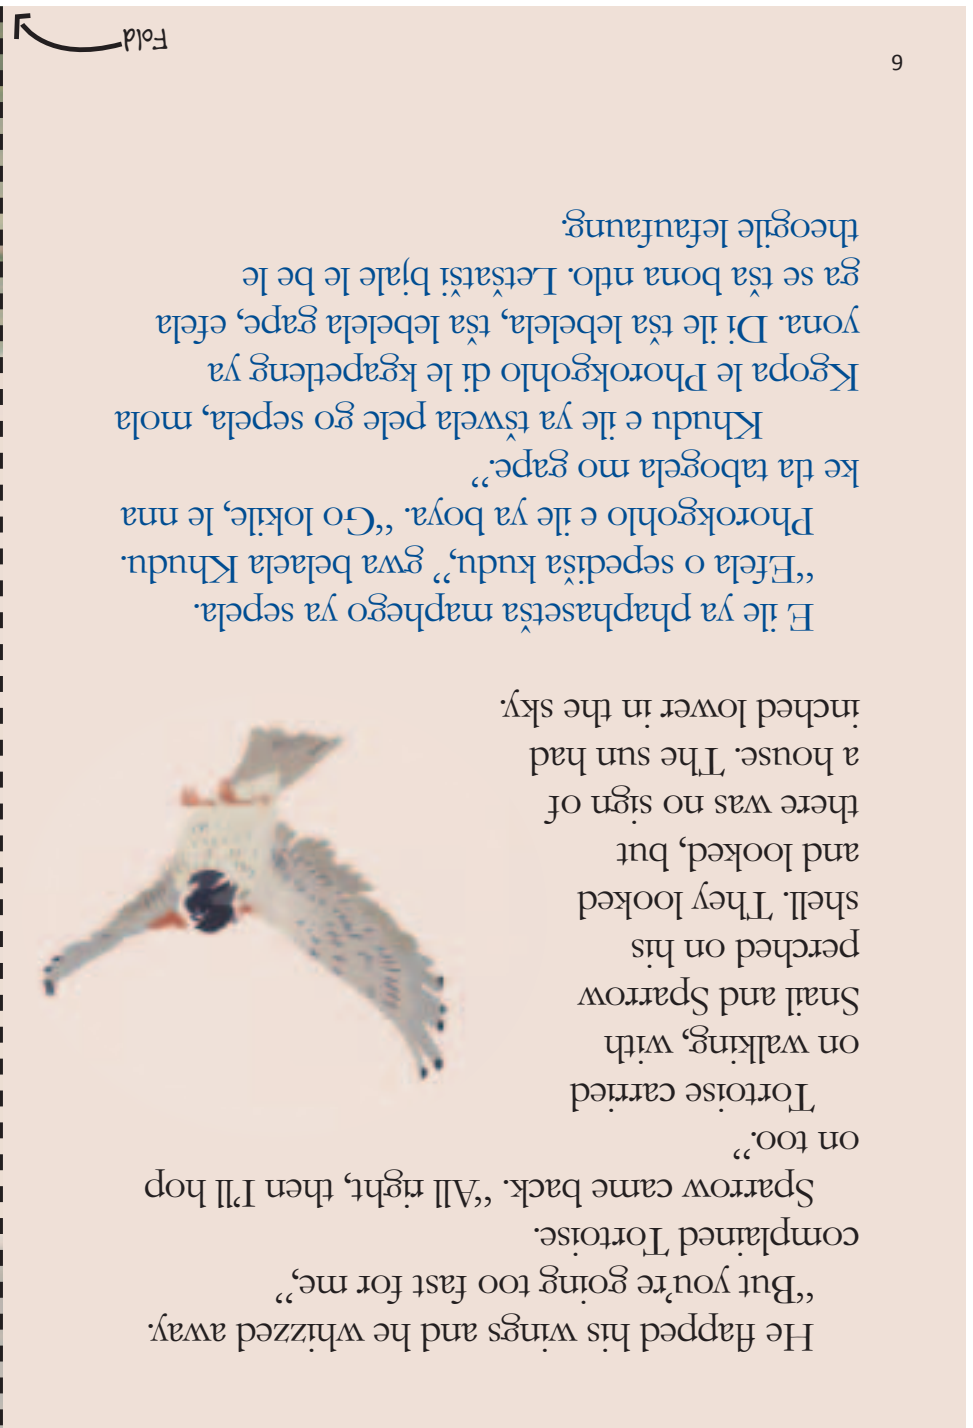 He flapped his wings and he whizzed away.
“But you’re going too fast for me,”
complained Tortoise.
Sparrow came back. “All right, then I’ll hop
on too.”
Tortoise carried
on walking, with
Snail and Sparrow
perched on his
shell. They looked
and looked, but
there was no sign of
a house. The sun had
inched lower in the sky.
E ile ya phaphasetša maphego ya sepela.
“Efela o sepediša kudu,” gwa belaela Khudu.
Phorokgohlo e ile ya boya. “Go lokile, le nna
ke tla tabogela mo gape.”
Khudu e ile ya tšwela pele go sepela, mola
Kgopa le Phorokgohlo di le kgapetleng ya
yona. Di ile tša lebelela, tša lebelela gape, efela
ga se tša bona ntlo. Letšatši bjale le be le
theogile lefaufaung.
9
Fold